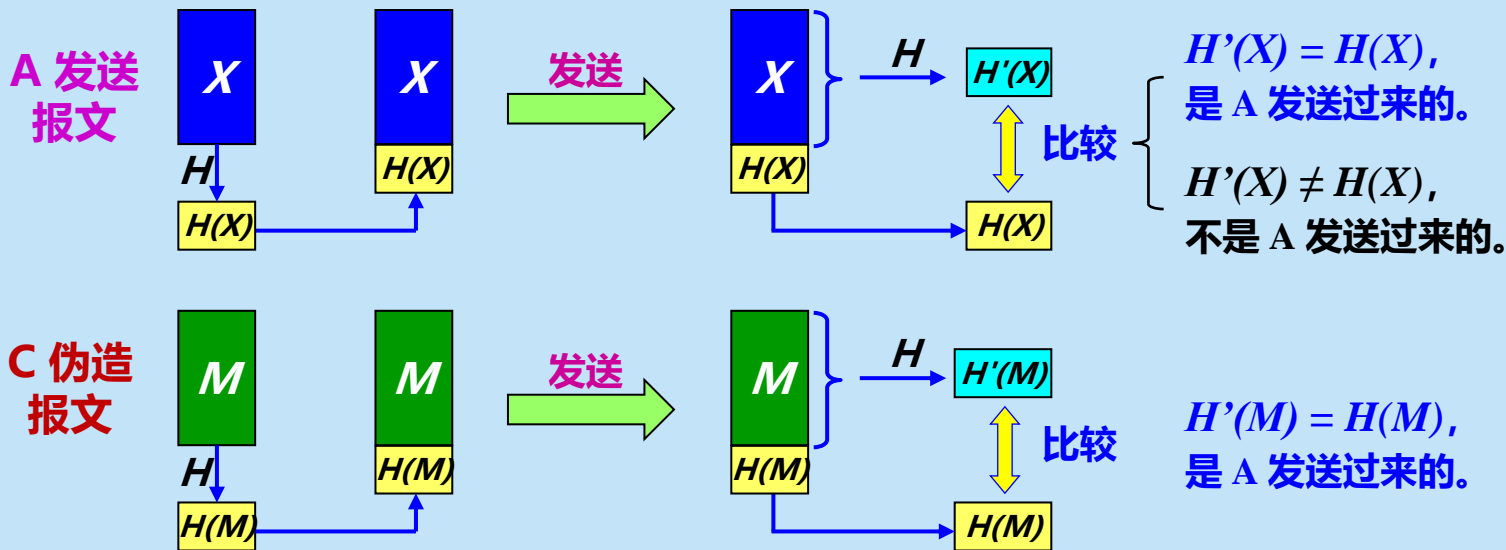 A 发送
报文
X
H
H(X)
X
H(X)
发送
X
H(X)
H
H'(X)
比较
H(X)
H’(X) = H(X),
是 A 发送过来的。
H’(X) ≠ H(X),
不是 A 发送过来的。
C 伪造
报文
M
H
H(M)
M
H(M)
发送
M
H(M)
H
H'(M)
比较
H(M)
H’(M) = H(M),
是 A 发送过来的。